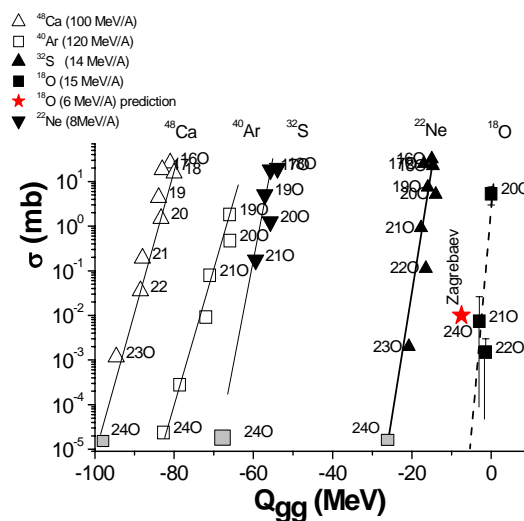 ⁴⁸Ca (100 MeV/A)
⁴⁰Ar (120 MeV/A)
³²S (14 MeV/A)
¹⁸O (15 MeV/A)
¹⁸O (6 MeV/A) prediction
²²Ne (8MeV/A)
⁴⁸Ca
⁴⁰Ar
³²S
²²Ne
¹⁸O
σ (mb)
10¹
10⁰
10⁻¹
10⁻²
10⁻³
10⁻⁴
10⁻⁵
16O
17
18
19
20
21
22
23O
24O
19O
20O
21O
24O
17O
18O
19O
20O
21O
24O
16O
17O
18O
19O
20O
21O
22O
23O
24O
Zagrebaev
24O
20O
21O
22O
-100
-80
-60
-40
-20
0
Qgg (MeV)